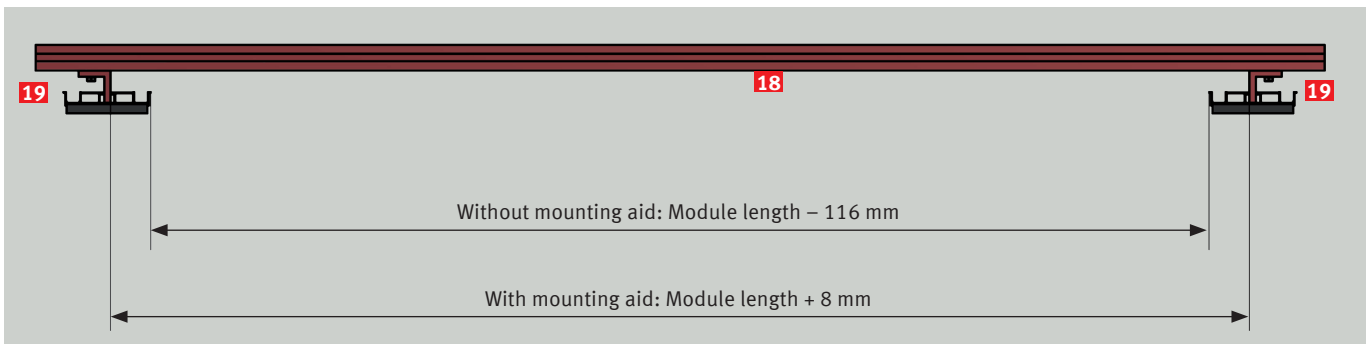 19
18
19
Without mounting aid: Module length – 116 mm
With mounting aid: Module length + 8 mm